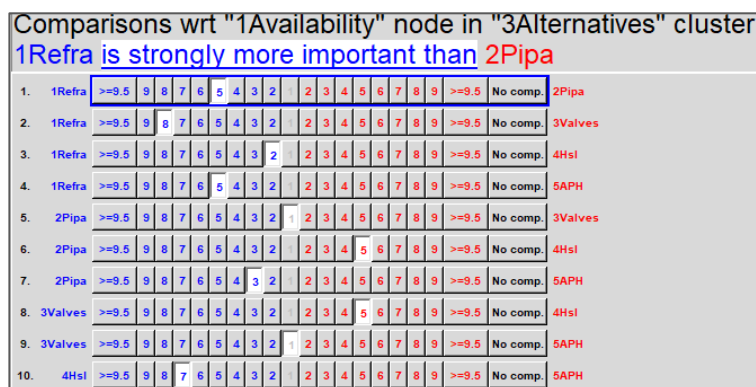 Comparisons wrt "1Availability" node in "3Alternatives" cluster
1Refra is strongly more important than 2Pipa
1. 1Refra >=9.5 9 8 7 6 5 4 3 2 1 2 3 4 5 6 7 8 9 >=9.5 No comp. 2Pipa
2. 1Refra >=9.5 9 8 7 6 5 4 3 2 1 2 3 4 5 6 7 8 9 >=9.5 No comp. 3Valves
3. 1Refra >=9.5 9 8 7 6 5 4 3 2 1 2 3 4 5 6 7 8 9 >=9.5 No comp. 4Hsl
4. 1Refra >=9.5 9 8 7 6 5 4 3 2 1 2 3 4 5 6 7 8 9 >=9.5 No comp. 5APH
5. 2Pipa >=9.5 9 8 7 6 5 4 3 2 1 2 3 4 5 6 7 8 9 >=9.5 No comp. 3Valves
6. 2Pipa >=9.5 9 8 7 6 5 4 3 2 1 2 3 4 5 6 7 8 9 >=9.5 No comp. 4Hsl
7. 2Pipa >=9.5 9 8 7 6 5 4 3 2 1 2 3 4 5 6 7 8 9 >=9.5 No comp. 5APH
8. 3Valves >=9.5 9 8 7 6 5 4 3 2 1 2 3 4 5 6 7 8 9 >=9.5 No comp. 4Hsl
9. 3Valves >=9.5 9 8 7 6 5 4 3 2 1 2 3 4 5 6 7 8 9 >=9.5 No comp. 5APH
10. 4Hsl >=9.5 9 8 7 6 5 4 3 2 1 2 3 4 5 6 7 8 9 >=9.5 No comp. 5APH